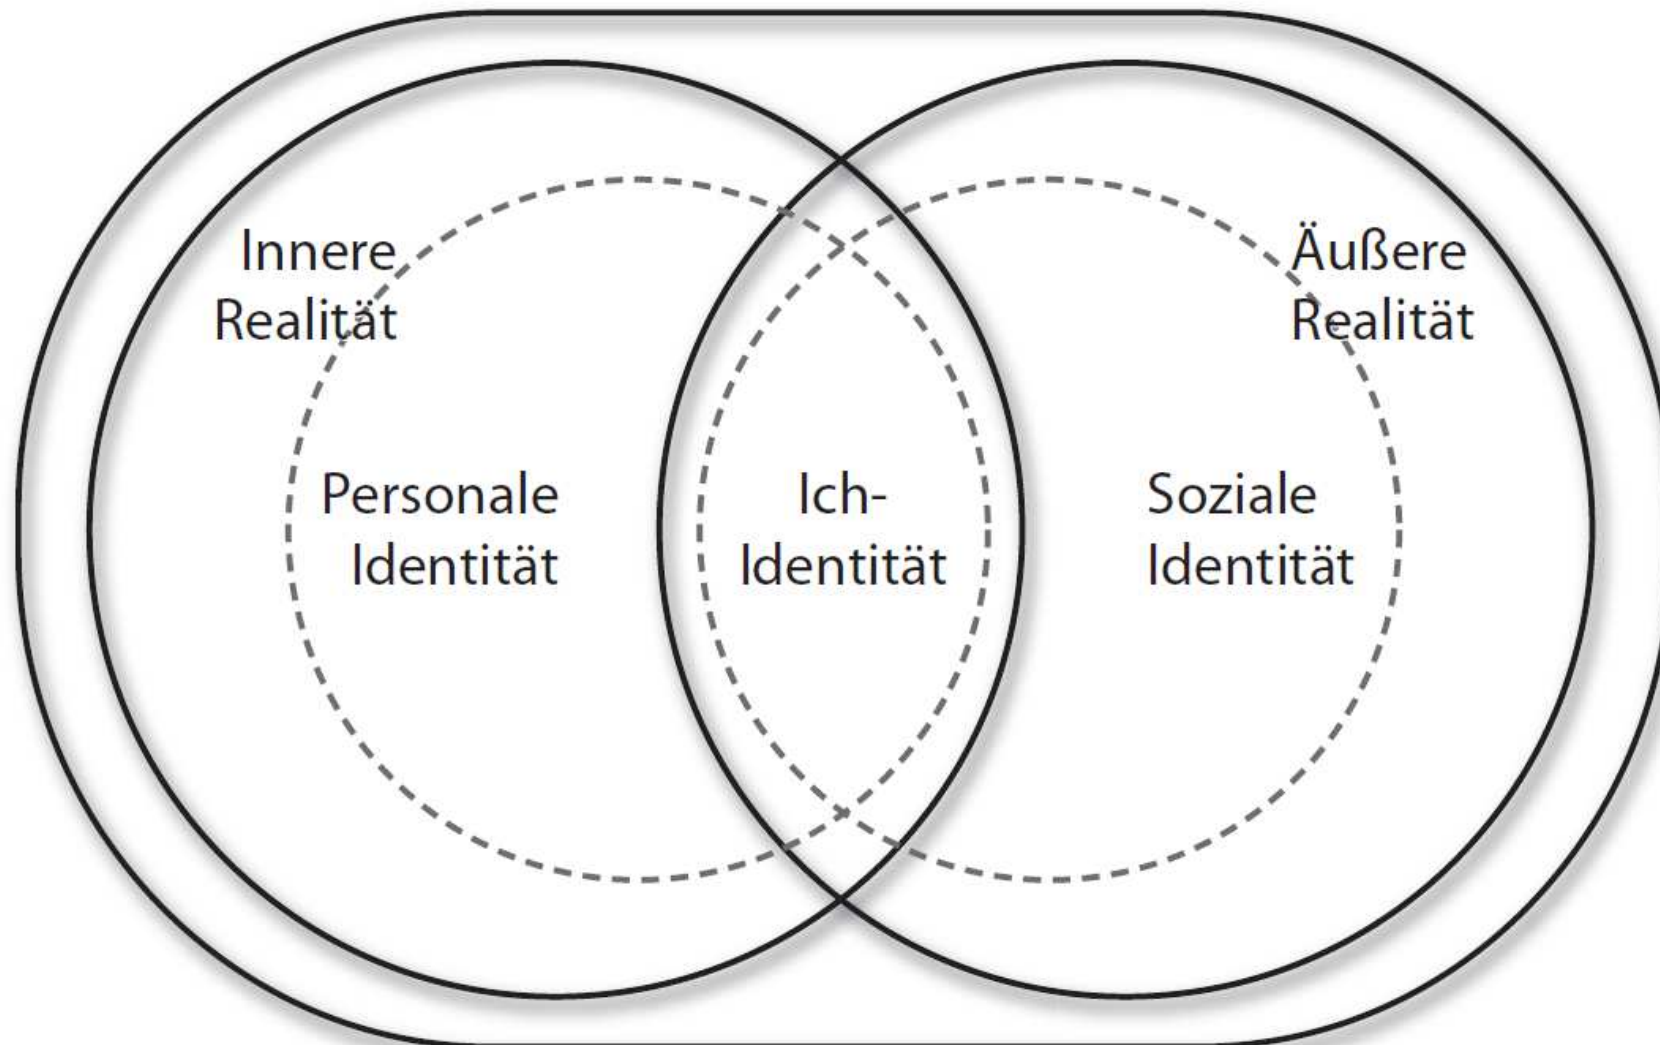 Innere
Realität
Äußere
Realität
Personale
Identität
Ich-
Identität
Soziale
Identität